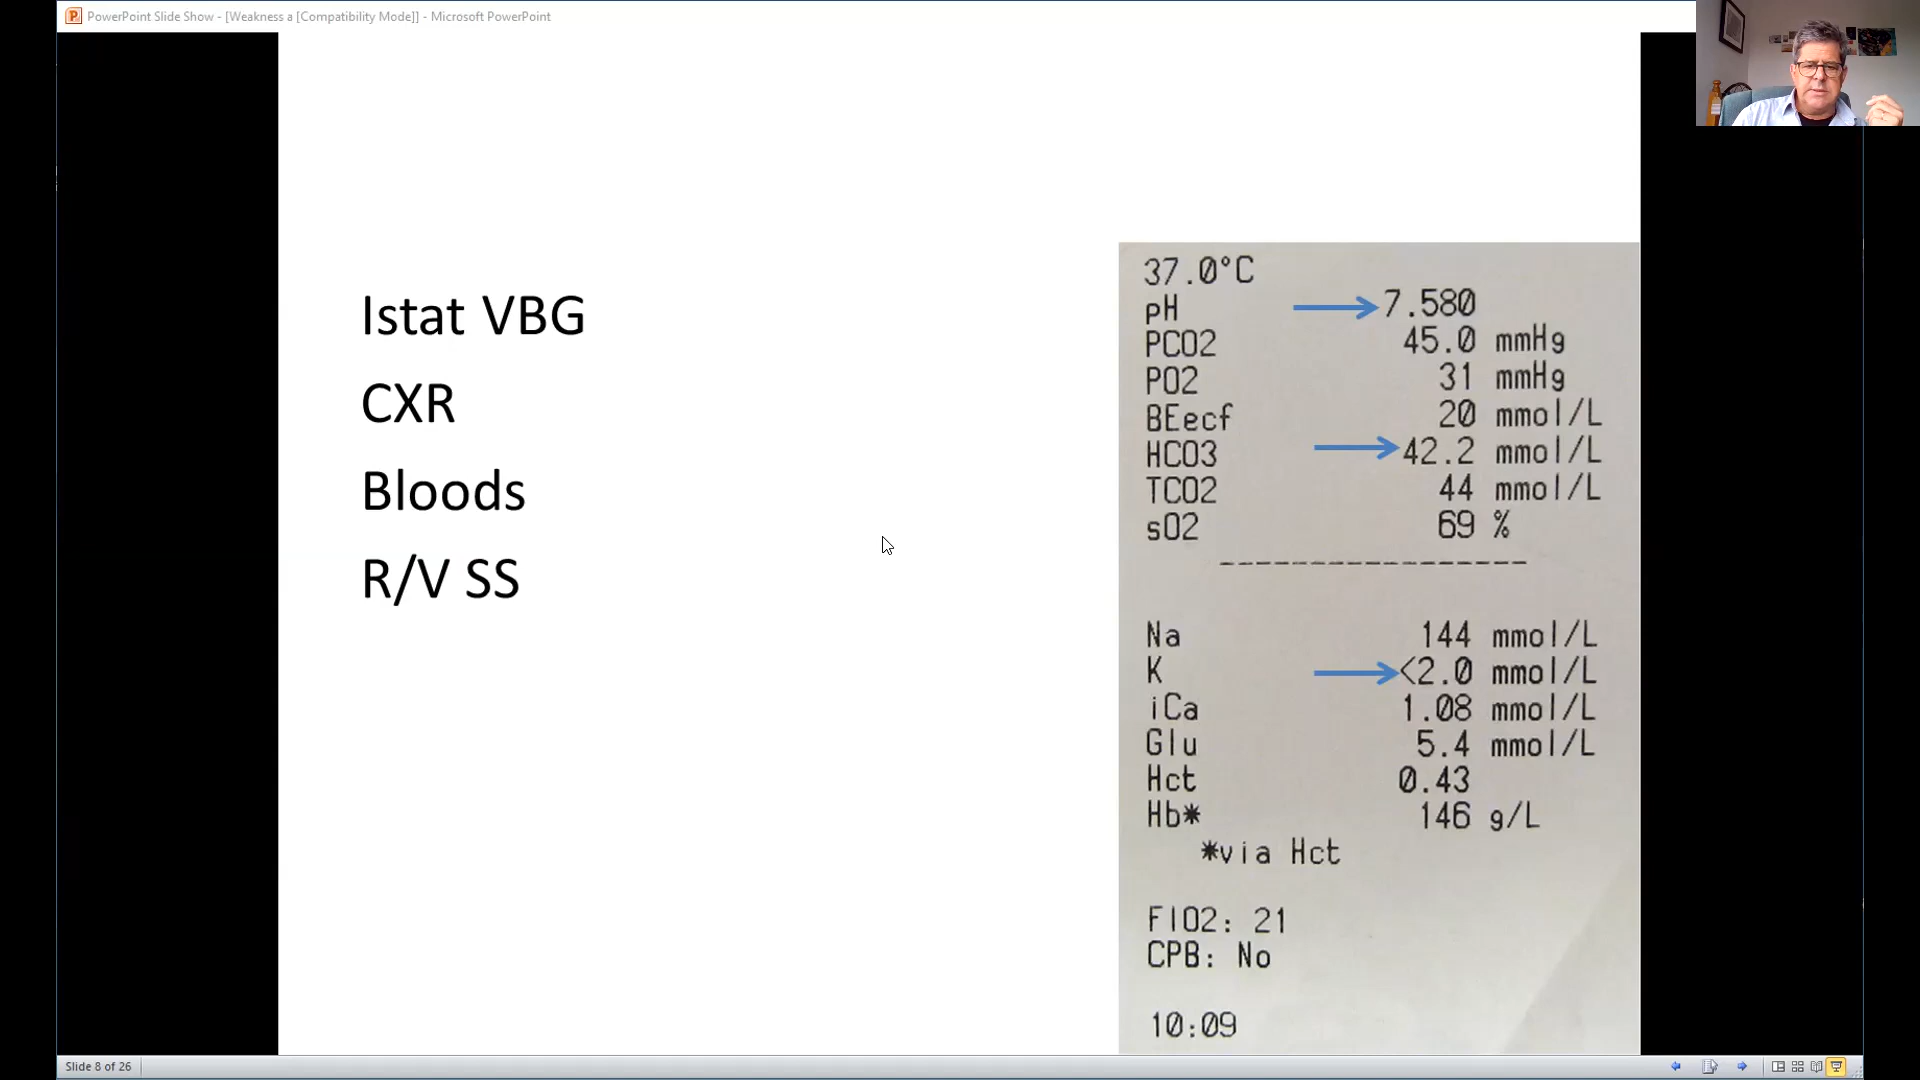 PowerPoint Slide Show - [Weakness a [Compatibility Mode]] - Microsoft PowerPoint
Istat VBG
CXR
Bloods
R/V SS
37.0°C
pH 7.580
PCO2 45.0 mmHg
PO2 31 mmHg
BEecf 20 mmol/L
HCO3 42.2 mmol/L
TCO2 44 mmol/L
sO2 69 %
Na 144 mmol/L
K <2.0 mmol/L
iCa 1.08 mmol/L
Glu 5.4 mmol/L
Hct 0.43
Hb* 146 g/L
*via Hct
FIO2: 21
CPB: No
10:09
Slide 8 of 26